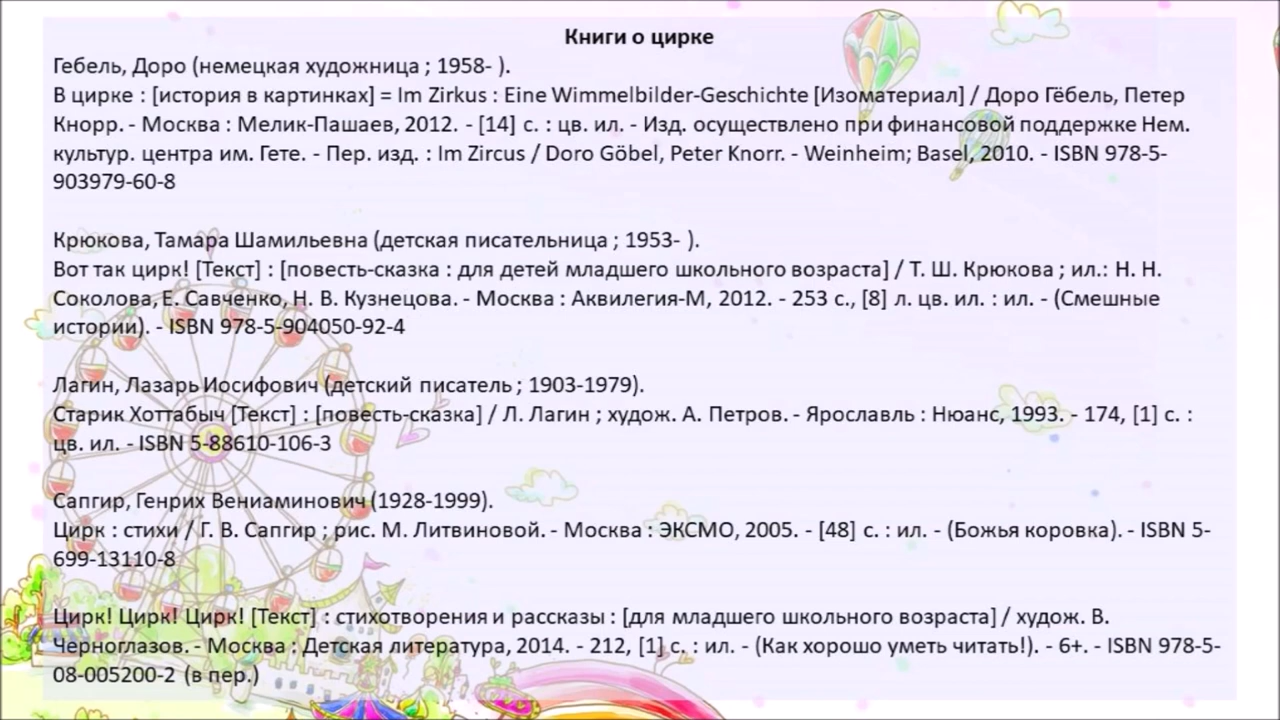 Книги о цирке
Гебель, Доро (немецкая художница ; 1958- ).
В цирке : [история в картинках] = Im Zirkus : Eine Wimmelbilder-Geschichte [Изоматериал] / Доро Гёбель, Петер
Кнорр. - Москва : Мелик-Пашаев, 2012. - [14] с. : цв. ил. - Изд. осуществлено при финансовой поддержке Нем.
культур. центра им. Гете. - Пер. изд. : Im Zircus / Doro Göbel, Peter Knorr. - Weinheim; Basel, 2010. - ISBN 978-5-
903979-60-8
Крюкова, Тамара Шамильевна (детская писательница ; 1953- ).
Вот так цирк! [Текст] : [повесть-сказка : для детей младшего школьного возраста] / Т. Ш. Крюкова ; ил.: Н. Н.
Соколова, Е. Савченко, Н. В. Кузнецова. - Москва : Аквилегия-М, 2012. - 253 с., [8] л. цв. ил. : ил. - (Смешные
истории). - ISBN 978-5-904050-92-4
Лагин, Лазарь Иосифович (детский писатель ; 1903-1979).
Старик Хоттабыч [Текст] : [повесть-сказка] / Л. Лагин ; худож. А. Петров. - Ярославль : Нюанс, 1993. - 174, [1] с. :
цв. ил. - ISBN 5-88610-106-3
Сапгир, Генрих Вениаминович (1928-1999).
Цирк : стихи / Г. В. Сапгир ; рис. М. Литвиновой. - Москва : ЭКСМО, 2005. - [48] с. : ил. - (Божья коровка). - ISBN 5-
699-13110-8
Цирк! Цирк! Цирк! [Текст] : стихотворения и рассказы : [для младшего школьного возраста] / худож. В.
Черноглазов. - Москва : Детская литература, 2014. - 212, [1] с. : ил. - (Как хорошо уметь читать!). - 6+. - ISBN 978-5-
08-005200-2 (в пер.)